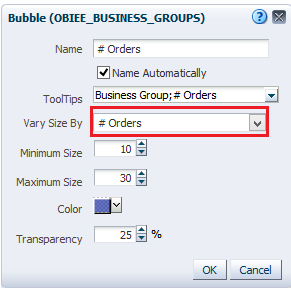 Bubble (OBIEE_BUSINESS_GROUPS) ?
Name # Orders
Name Automatically
ToolTips Business Group;# Orders
Vary Size By # Orders
Minimum Size 10
Maximum Size 30
Color
Transparency 25 %
OK Cancel